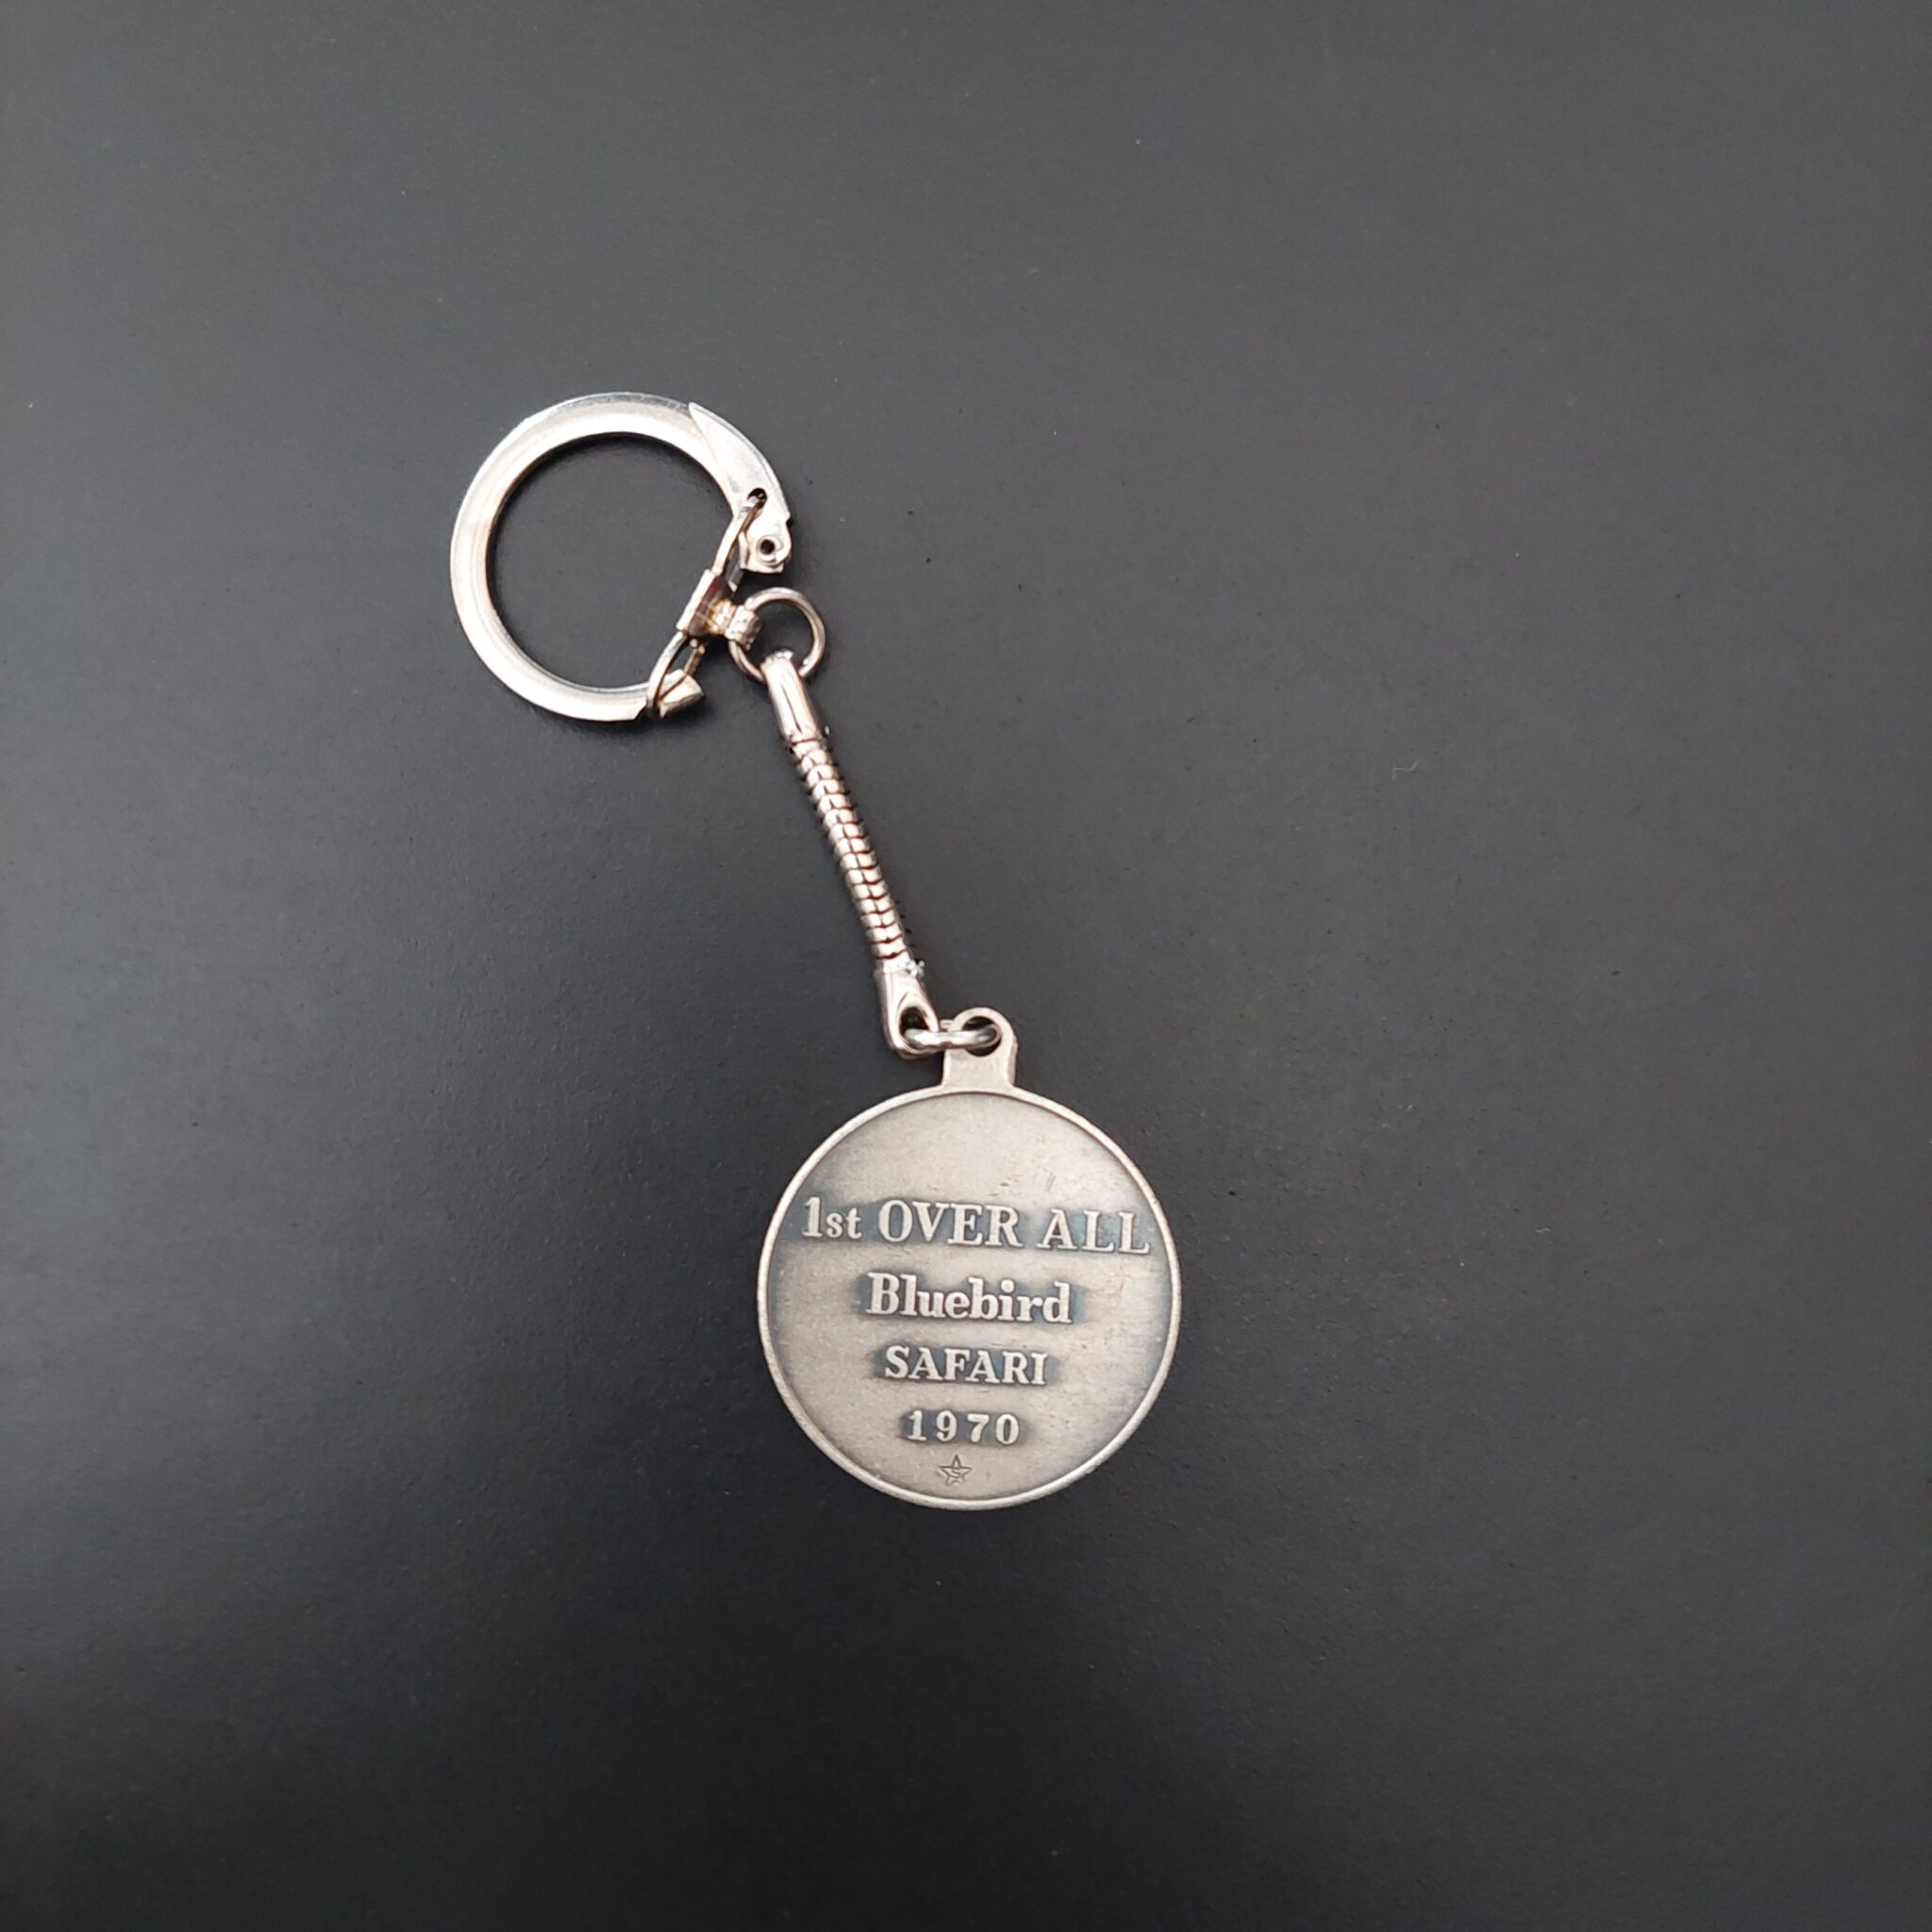 1st OVER ALL
Bluebird
SAFARI
1970
S